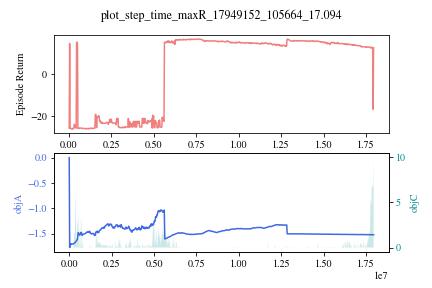 plot_step_time_maxR_17949152_105664_17.094
Episode Return
0
−20
0.00 0.25 0.50 0.75 1.00 1.25 1.50 1.75
objA
0.0
−0.5
−1.0
−1.5
10
5
0
objC
0.00 0.25 0.50 0.75 1.00 1.25 1.50 1.75
1e7